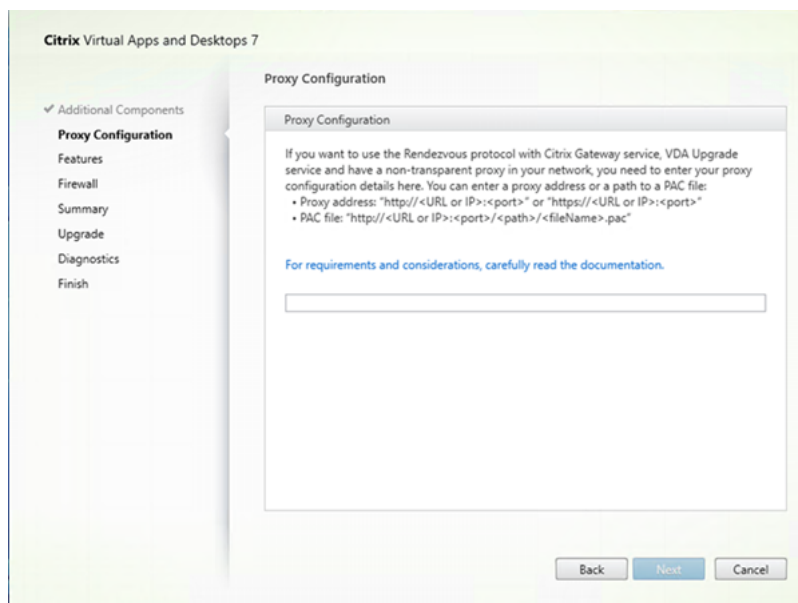 Citrix Virtual Apps and Desktops 7
Proxy Configuration
✔ Additional Components
Proxy Configuration
Features
Firewall
Summary
Upgrade
Diagnostics
Finish
Proxy Configuration
If you want to use the Rendezvous protocol with Citrix Gateway service, VDA Upgrade
service and have a non-transparent proxy in your network, you need to enter your proxy
configuration details here. You can enter a proxy address or a path to a PAC file:
• Proxy address: "http://<URL or IP>:<port>" or "https://<URL or IP>:<port>"
• PAC file: "http://<URL or IP>:<port>/<path>/<fileName>.pac"
For requirements and considerations, carefully read the documentation.
Back Next Cancel